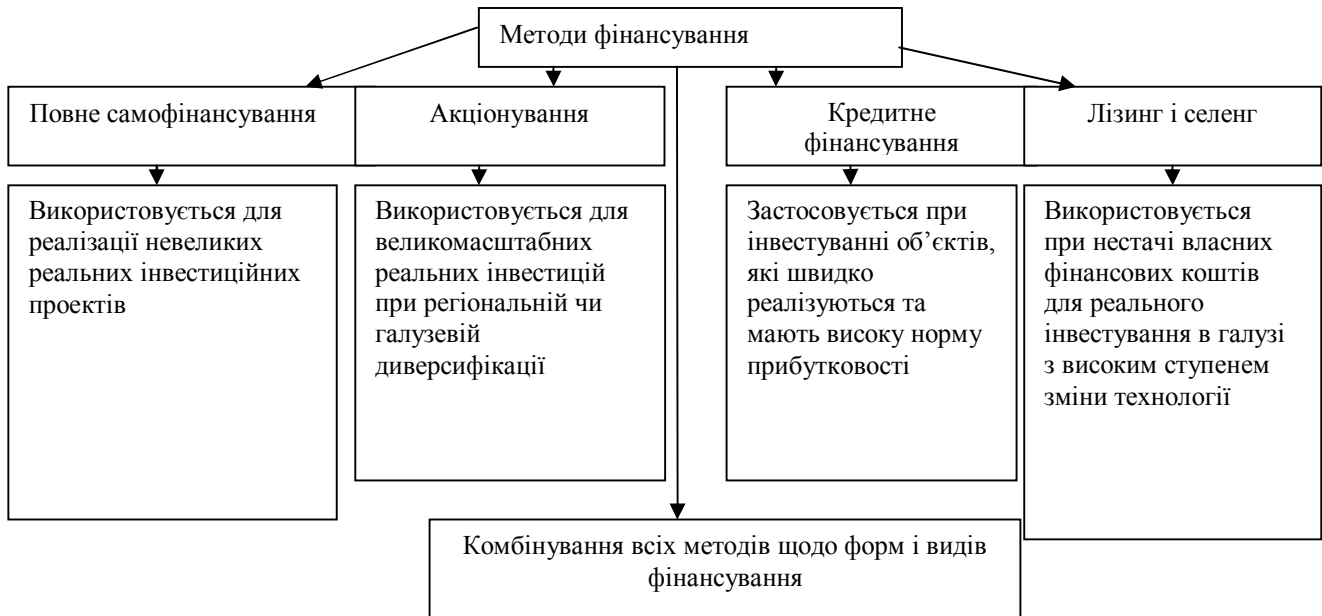 Методи фінансування
Повне самофінансування
Акціонування
Кредитне
фінансування
Лізинг і селенг
Використовується для
реалізації невеликих
реальних інвестиційних
проектів
Використовується для
великомасштабних
реальних інвестицій
при регіональній чи
галузевій
диверсифікації
Застосовується при
інвестуванні об’єктів,
які швидко
реалізуються та
мають високу норму
прибутковості
Використовується
при нестачі власних
фінансових коштів
для реального
інвестування в галузі
з високим ступенем
зміни технології
Комбінування всіх методів щодо форм і видів
фінансування